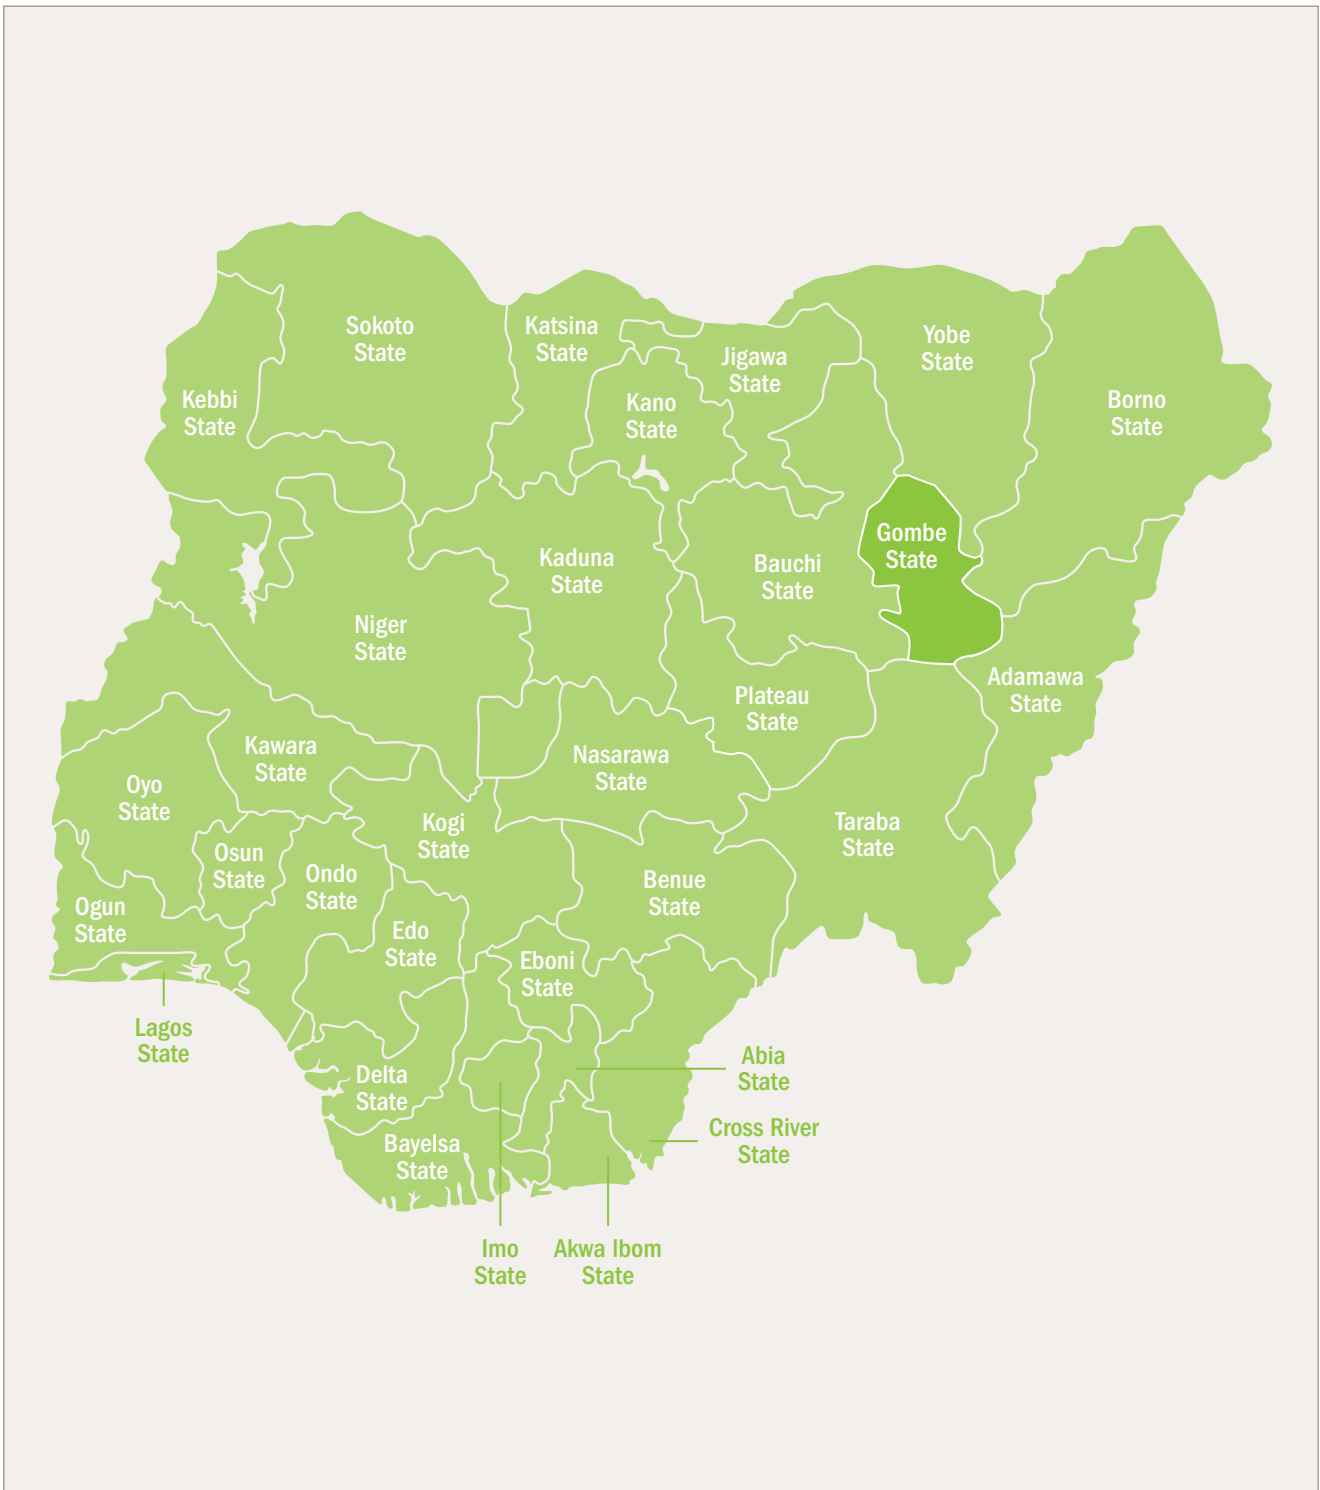 Sokoto
State
Katsina
State
Yobe
State
Jigawa
State
Kebbi
State
Kano
State
Borno
State
Gombe
State
Kaduna
State
Bauchi
State
Niger
State
Adamawa
State
Plateau
State
Kawara
State
Nasarawa
State
Oyo
State
Kogi
State
Taraba
State
Osun
State
Ondo
State
Benue
State
Ogun
State
Edo
State
Eboni
State
Lagos
State
Abia
State
Delta
State
Cross River
State
Bayelsa
State
Imo
State
Akwa Ibom
State